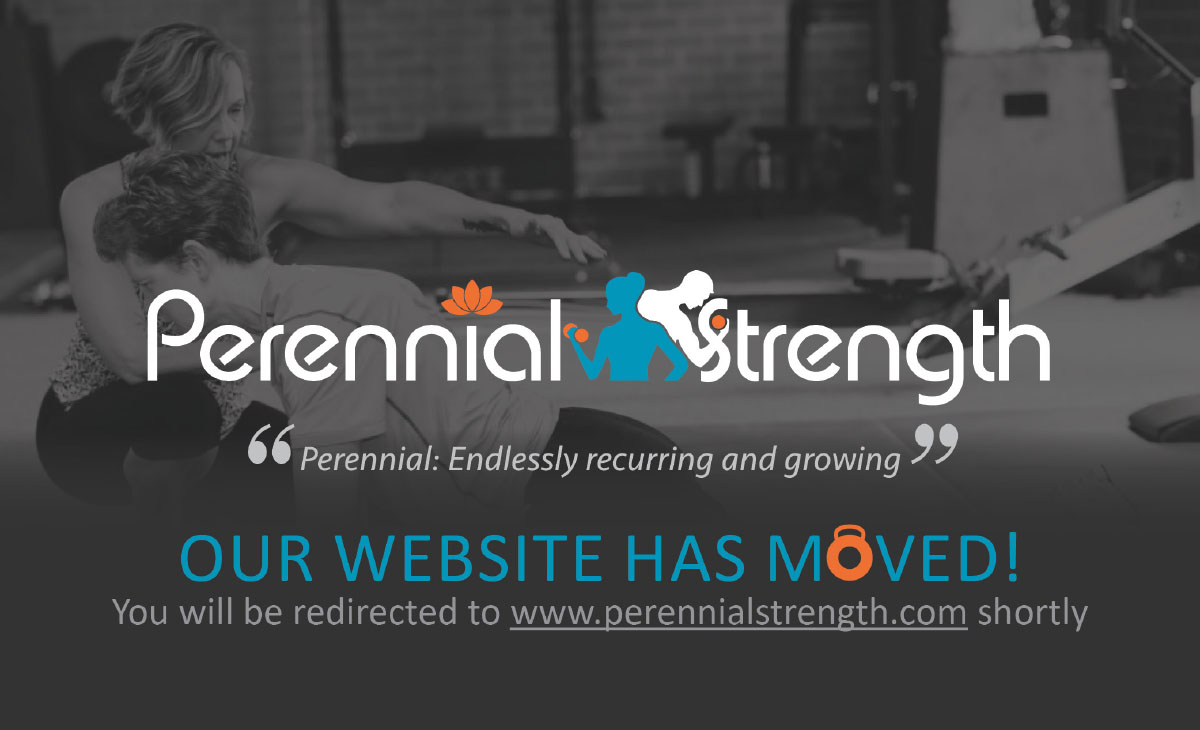 Perennial Strength
“Perennial: Endlessly recurring and growing”
OUR WEBSITE HAS MOVED!
You will be redirected to www.perennialstrength.com shortly